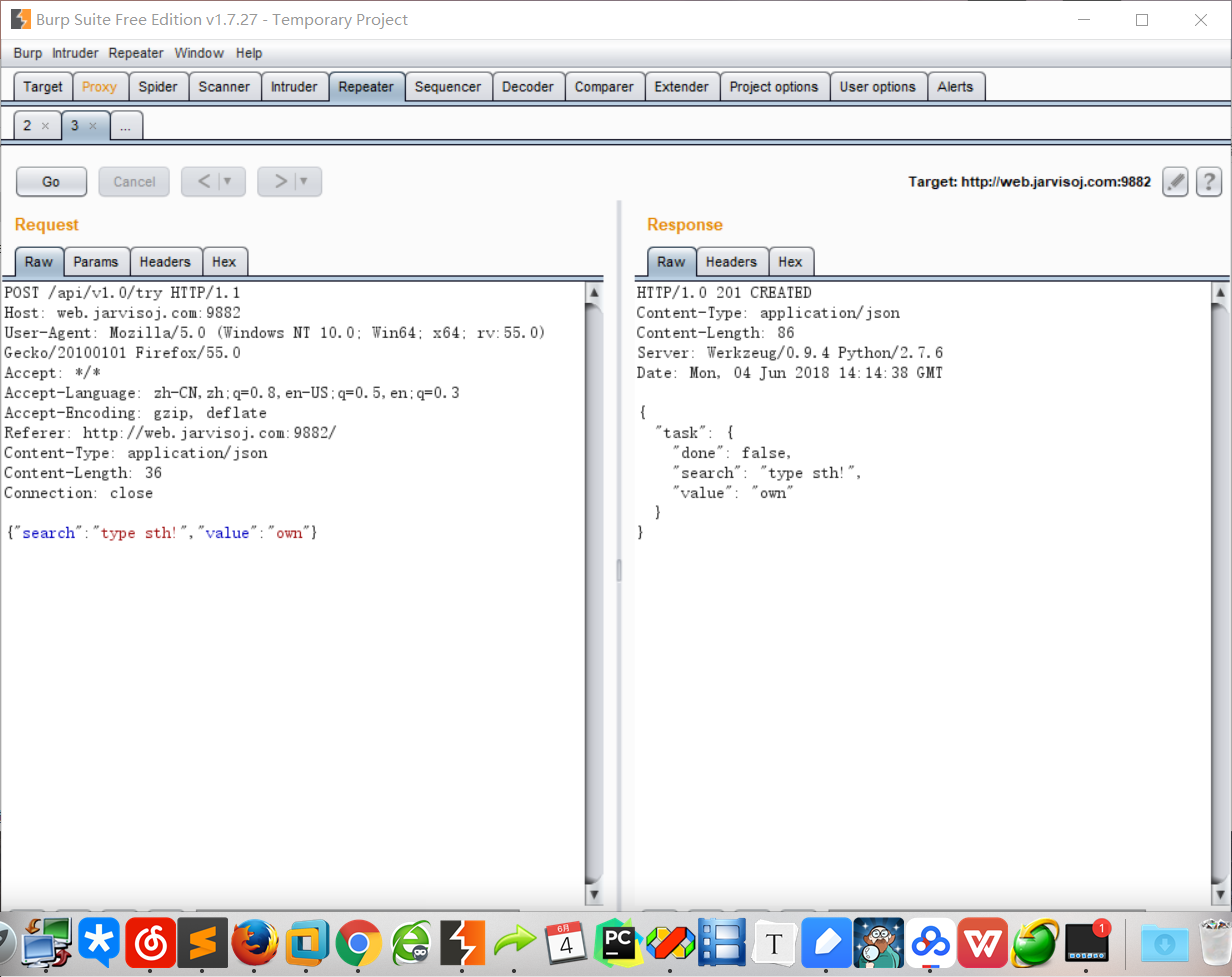 Burp Suite Free Edition v1.7.27 - Temporary Project
Burp Intruder Repeater Window Help
Target Proxy Spider Scanner Intruder Repeater Sequencer Decoder Comparer Extender Project options User options Alerts
2 × 3 × ...
Go Cancel < > Target: http://web.jarvisoj.com:9882 ?
Request
Raw Params Headers Hex
POST /api/v1.0/try HTTP/1.1
Host: web.jarvisoj.com:9882
User-Agent: Mozilla/5.0 (Windows NT 10.0; Win64; x64; rv:55.0)
Gecko/20100101 Firefox/55.0
Accept: */*
Accept-Language: zh-CN,zh;q=0.8,en-US;q=0.5,en;q=0.3
Accept-Encoding: gzip, deflate
Referer: http://web.jarvisoj.com:9882/
Content-Type: application/json
Content-Length: 36
Connection: close
{"search":"type sth!","value":"own"}
Response
Raw Headers Hex
HTTP/1.0 201 CREATED
Content-Type: application/json
Content-Length: 86
Server: Werkzeug/0.9.4 Python/2.7.6
Date: Mon, 04 Jun 2018 14:14:38 GMT
{
"task": {
"done": false,
"search": "type sth!",
"value": "own"
}
}
6月
4
PC
T
W
1